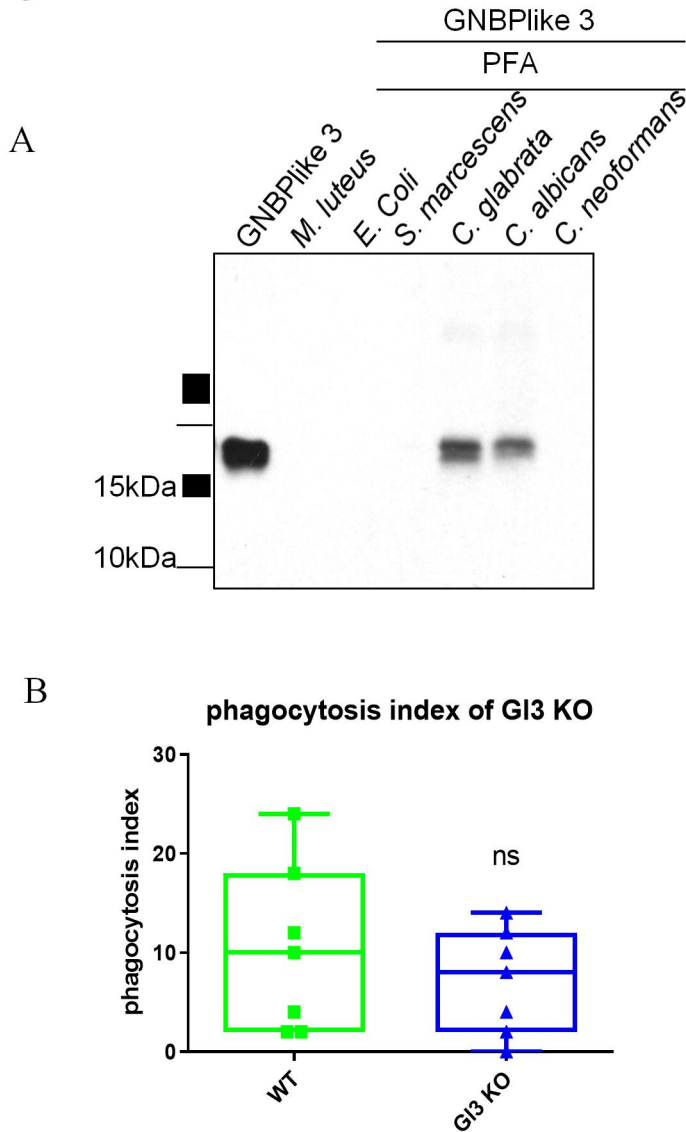 GNBPlike 3
PFA
A
GNBPlike 3
M. luteus
E. Coli
S. marcescens
C. glabrata
C. albicans
C. neoformans
15kDa
10kDa
B
phagocytosis index of Gl3 KO
phagocytosis index
30
20
10
0
ns
WT
Gl3 KO